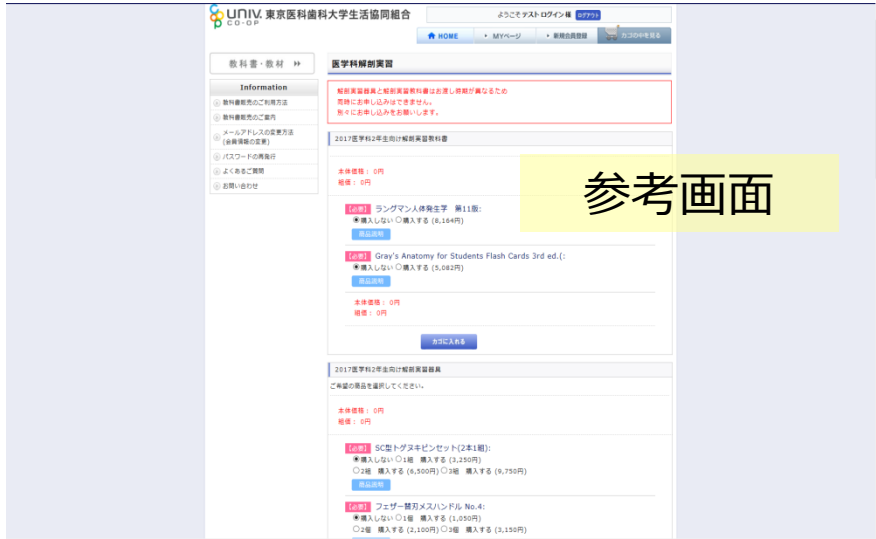 UNIV. 東京医科歯科大学生活協同組合
CO-OP
ようこそ テスト ログイン 様 ログアウト
HOME
・ MYページ
・ 新規会員登録
カゴの中を見る
教科書・教材
医学科解剖実習
Information
教科書販売のご利用方法
教科書販売のご案内
メールアドレスの変更方法
(会員情報の変更)
パスワードの再発行
よくあるご質問
お問い合わせ
解剖実習器具と解剖実習教科書はお渡し時期が異なるため
同時にお申し込みはできません。
別々にお申し込みをお願いします。
2017医学科2年生向け解剖実習教科書
本体価格： 0円
総価： 0円
参考画面
【必要】 ラングマン人体発生学 第11版:
購入しない 購入する (8,164円)
商品説明
【必要】 Gray's Anatomy for Students Flash Cards 3rd ed.(:
購入しない 購入する (5,082円)
商品説明
本体価格： 0円
総価： 0円
カゴに入れる
2017医学科2年生向け解剖実習器具
ご希望の商品を選択してください。
本体価格： 0円
総価： 0円
【必要】 SC型トゲヌキピンセット(2本1組):
購入しない 1組 購入する (3,250円)
2組 購入する (6,500円) 3組 購入する (9,750円)
商品説明
【必要】 フェザー替刃メスハンドル No.4:
購入しない 1個 購入する (1,050円)
2個 購入する (2,100円) 3個 購入する (3,150円)